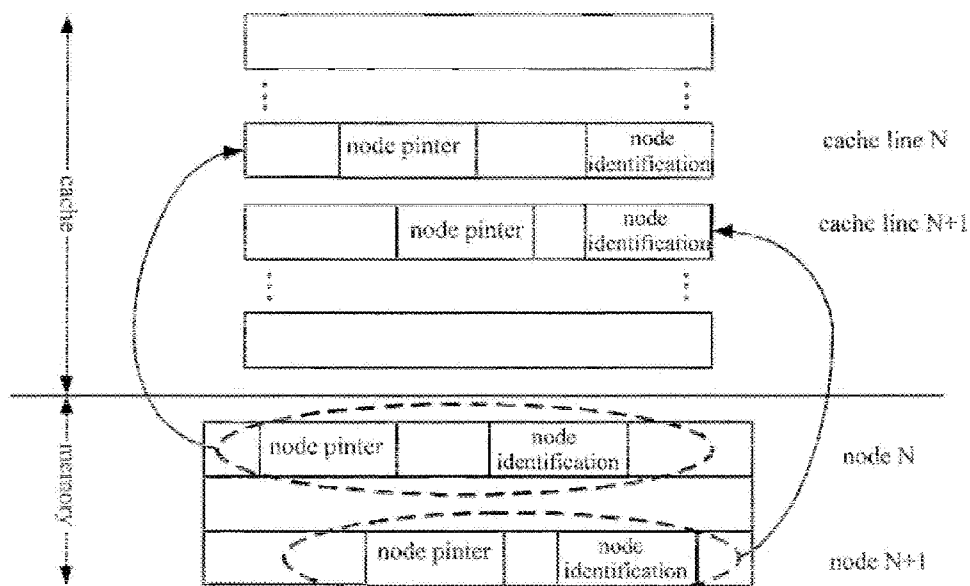 node pinter
node
identification
cache line N
cache
node pinter
node
identification
cache line N+1
node pinter
node
identification
node N
memory
node pinter
node
identification
node N+1